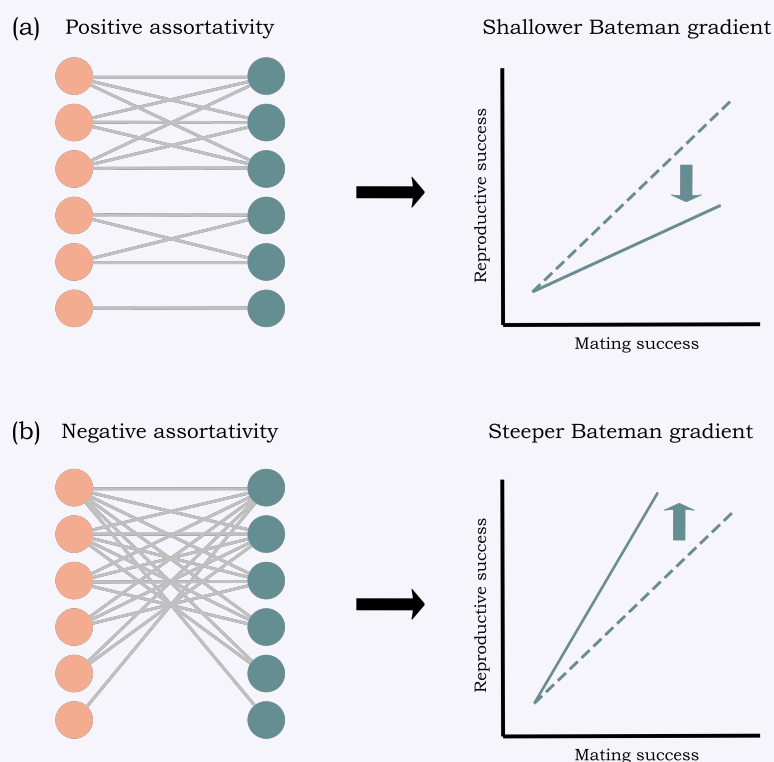 (a) Positive assortativity
Shallower Bateman gradient
Reproductive success
Mating success
(b) Negative assortativity
Steeper Bateman gradient
Reproductive success
Mating success